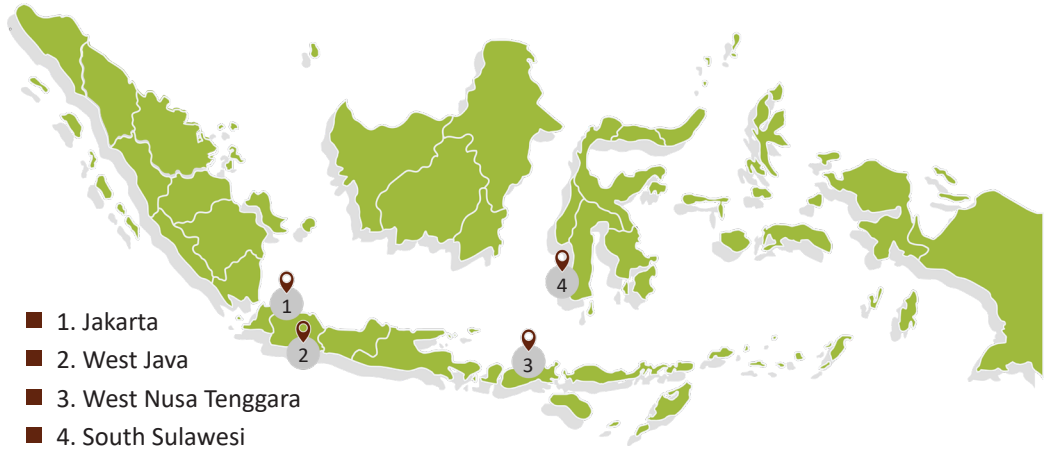 1
2
3
4
1. Jakarta
2. West Java
3. West Nusa Tenggara
4. South Sulawesi